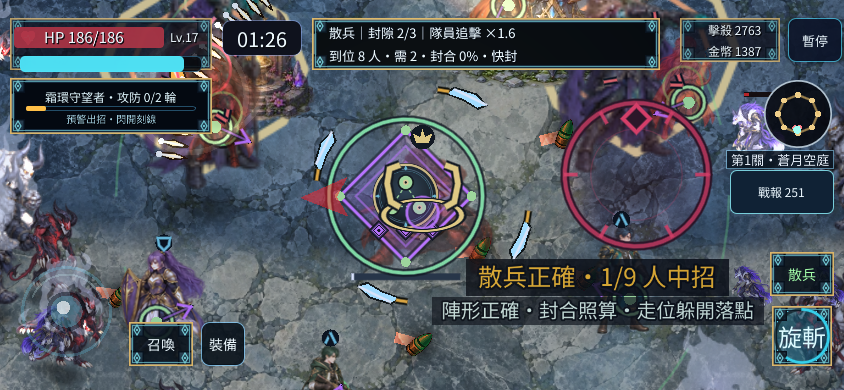 HP 186/186
Lv.17
01:26
散兵｜封隙 2/3｜隊員追擊 ×1.6
到位 8 人・需 2・封合 0%・快封
擊殺 2763
金幣 1387
暫停
霜環守望者・攻防 0/2 輪
預警出招・閃開刻線
第1關・蒼月空庭
戰報 251
散兵正確・1/9 人中招
陣形正確・封合照算・走位躲開落點
散兵
召喚
裝備
旋斬